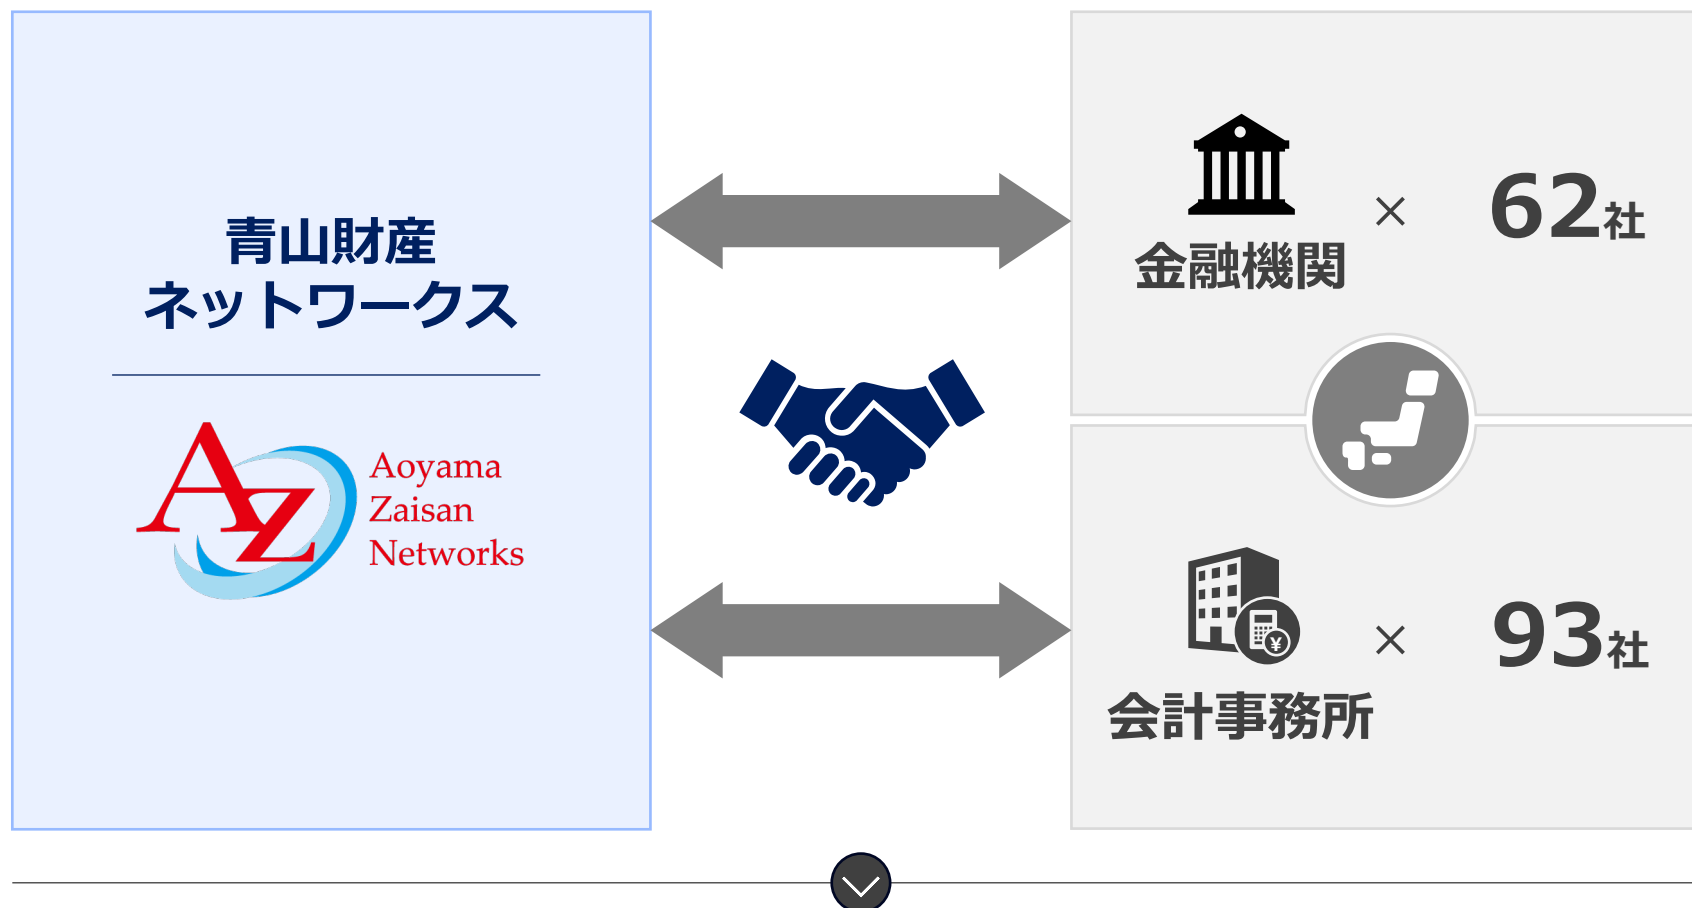 青山財産
ネットワークス
AZ
Aoyama
Zaisan
Networks
金融機関
× 62社
会計事務所
¥
× 93社